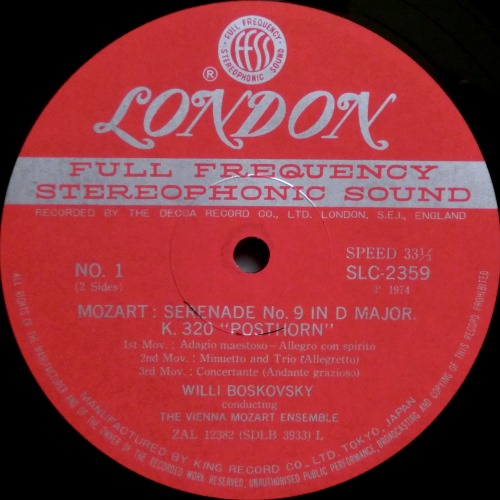 FULL FREQUENCY
ffss
STEREOPHONIC SOUND
®
LONDON
FULL FREQUENCY
STEREOPHONIC SOUND
RECORDED BY THE DECCA RECORD CO., LTD. LONDON, S.E.I., ENGLAND
SPEED 33⅓
NO. 1
SLC-2359
(2 Sides)
℗ 1974
MOZART : SERENADE No. 9 IN D MAJOR.
K. 320 "POSTHORN"
1st Mov. : Adagio maestoso—Allegro con spirito
2nd Mov. : Minuetto and Trio (Allegretto)
3rd Mov. : Concertante (Andante grazioso)
WILLI BOSKOVSKY
conducting
THE VIENNA MOZART ENSEMBLE
ZAL 12382 (SDLB 3933) L
MANUFACTURED BY KING RECORD CO., LTD. TOKYO, JAPAN
ALL RIGHTS OF THE MANUFACTURER AND OF THE OWNER OF THE RECORDED WORK RESERVED. UNAUTHORISED PUBLIC PERFORMANCE, BROADCASTING AND COPYING OF THIS RECORD PROHIBITED